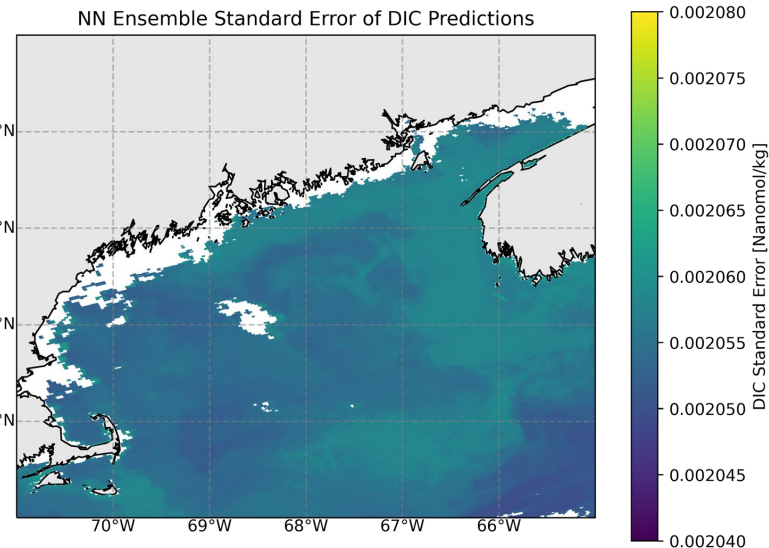 NN Ensemble Standard Error of DIC Predictions
0.002080
0.002075
0.002070
0.002065
0.002060
0.002055
0.002050
0.002045
0.002040
DIC Standard Error [Nanomol/kg]
°N
°N
°N
°N
70°W 69°W 68°W 67°W 66°W